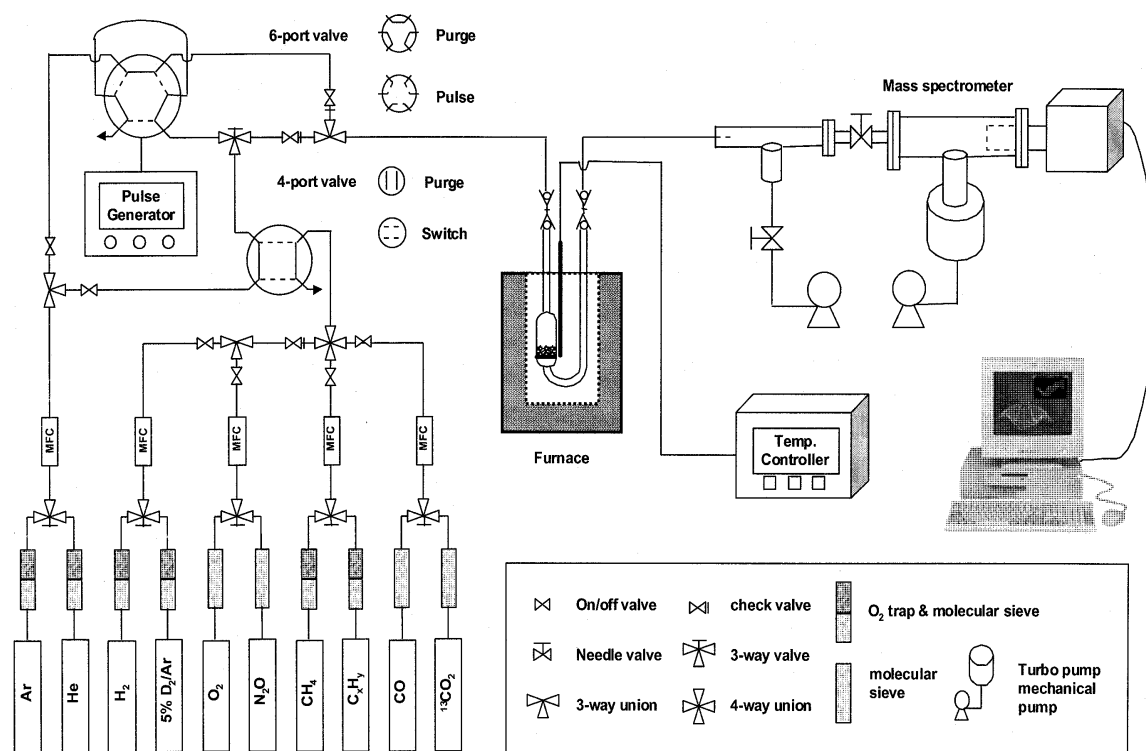 6-port valve
Purge
Pulse
Mass spectrometer
4-port valve
Purge
Switch
Pulse
Generator
MFC
MFC
MFC
MFC
MFC
Furnace
Temp.
Controller
Ar
He
H₂
5% D₂/Ar
O₂
N₂O
CH₄
CₓHᵧ
CO
¹³CO₂
On/off valve
check valve
O₂ trap & molecular sieve
Needle valve
3-way valve
molecular
sieve
Turbo pump
mechanical
pump
3-way union
4-way union